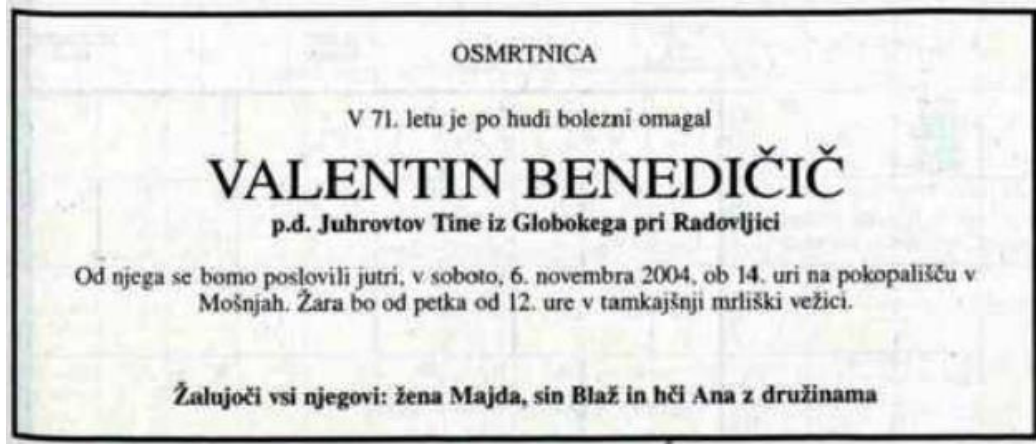 OSMRTNICA
V 71. letu je po hudi bolezni omagal
VALENTIN BENEDIČIČ
p.d. Juhrovtov Tine iz Globokega pri Radovljici
Od njega se bomo poslovili jutri, v soboto, 6. novembra 2004, ob 14. uri na pokopališču v
Mošnjah. Žara bo od petka od 12. ure v tamkajšnji mrliški vežici.
Žalujoči vsi njegovi: žena Majda, sin Blaž in hči Ana z družinama